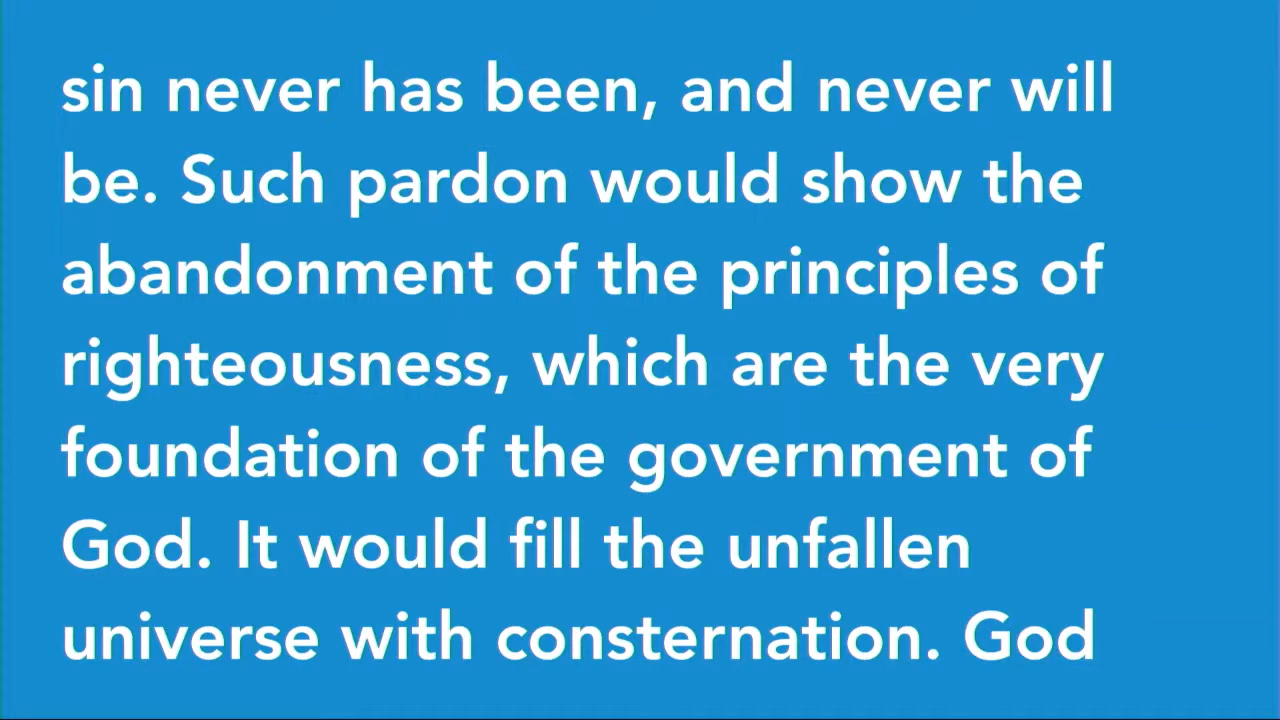 sin never has been, and never will
be. Such pardon would show the
abandonment of the principles of
righteousness, which are the very
foundation of the government of
God. It would fill the unfallen
universe with consternation. God